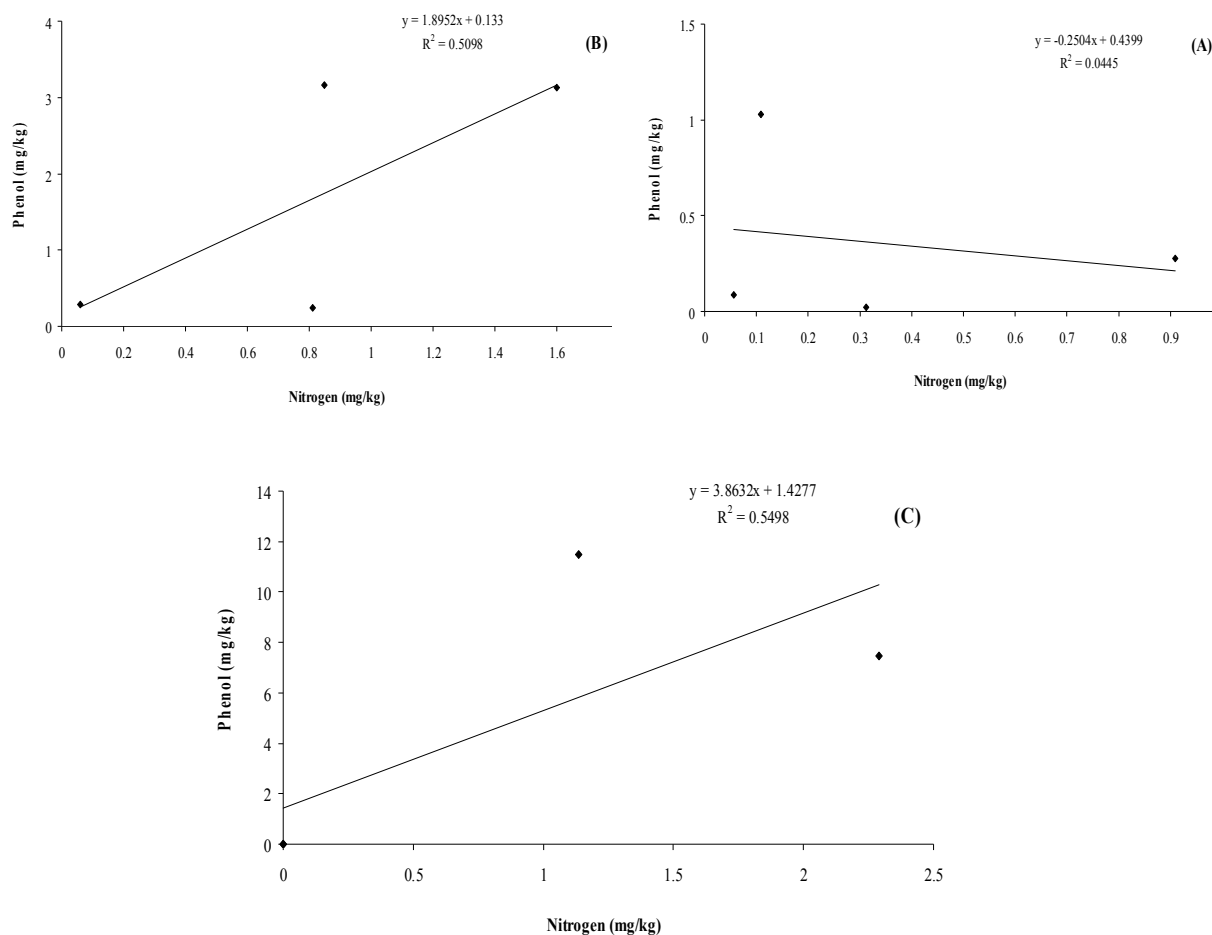 y = 1.8952x + 0.133
R² = 0.5098
(B)
4
3
2
1
0
Phenol (mg/kg)
0 0.2 0.4 0.6 0.8 1 1.2 1.4 1.6
Nitrogen (mg/kg)
y = -0.2504x + 0.4399
R² = 0.0445
(A)
1.5
1
0.5
0
Phenol (mg/kg)
0 0.1 0.2 0.3 0.4 0.5 0.6 0.7 0.8 0.9
Nitrogen (mg/kg)
y = 3.8632x + 1.4277
R² = 0.5498
(C)
14
12
10
8
6
4
2
0
Phenol (mg/kg)
0 0.5 1 1.5 2 2.5
Nitrogen (mg/kg)